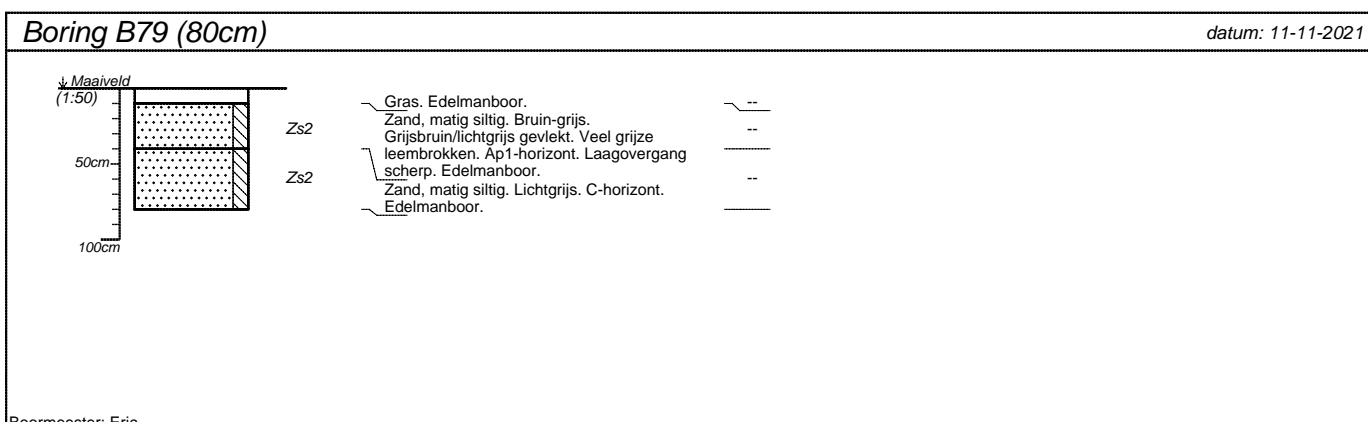 Boring B79 (80cm)
datum: 11-11-2021
Maaiveld
(1:50)
50cm
100cm
Zs2
Zs2
Gras. Edelmanboor.
Zand, matig siltig. Bruin-grijs.
Grijsbruin/lichtgrijs gevlekt. Veel grijze
leembrokken. Ap1-horizont. Laagovergang
scherp. Edelmanboor.
Zand, matig siltig. Lichtgrijs. C-horizont.
Edelmanboor.
--
--
--
Boormeester: Eric